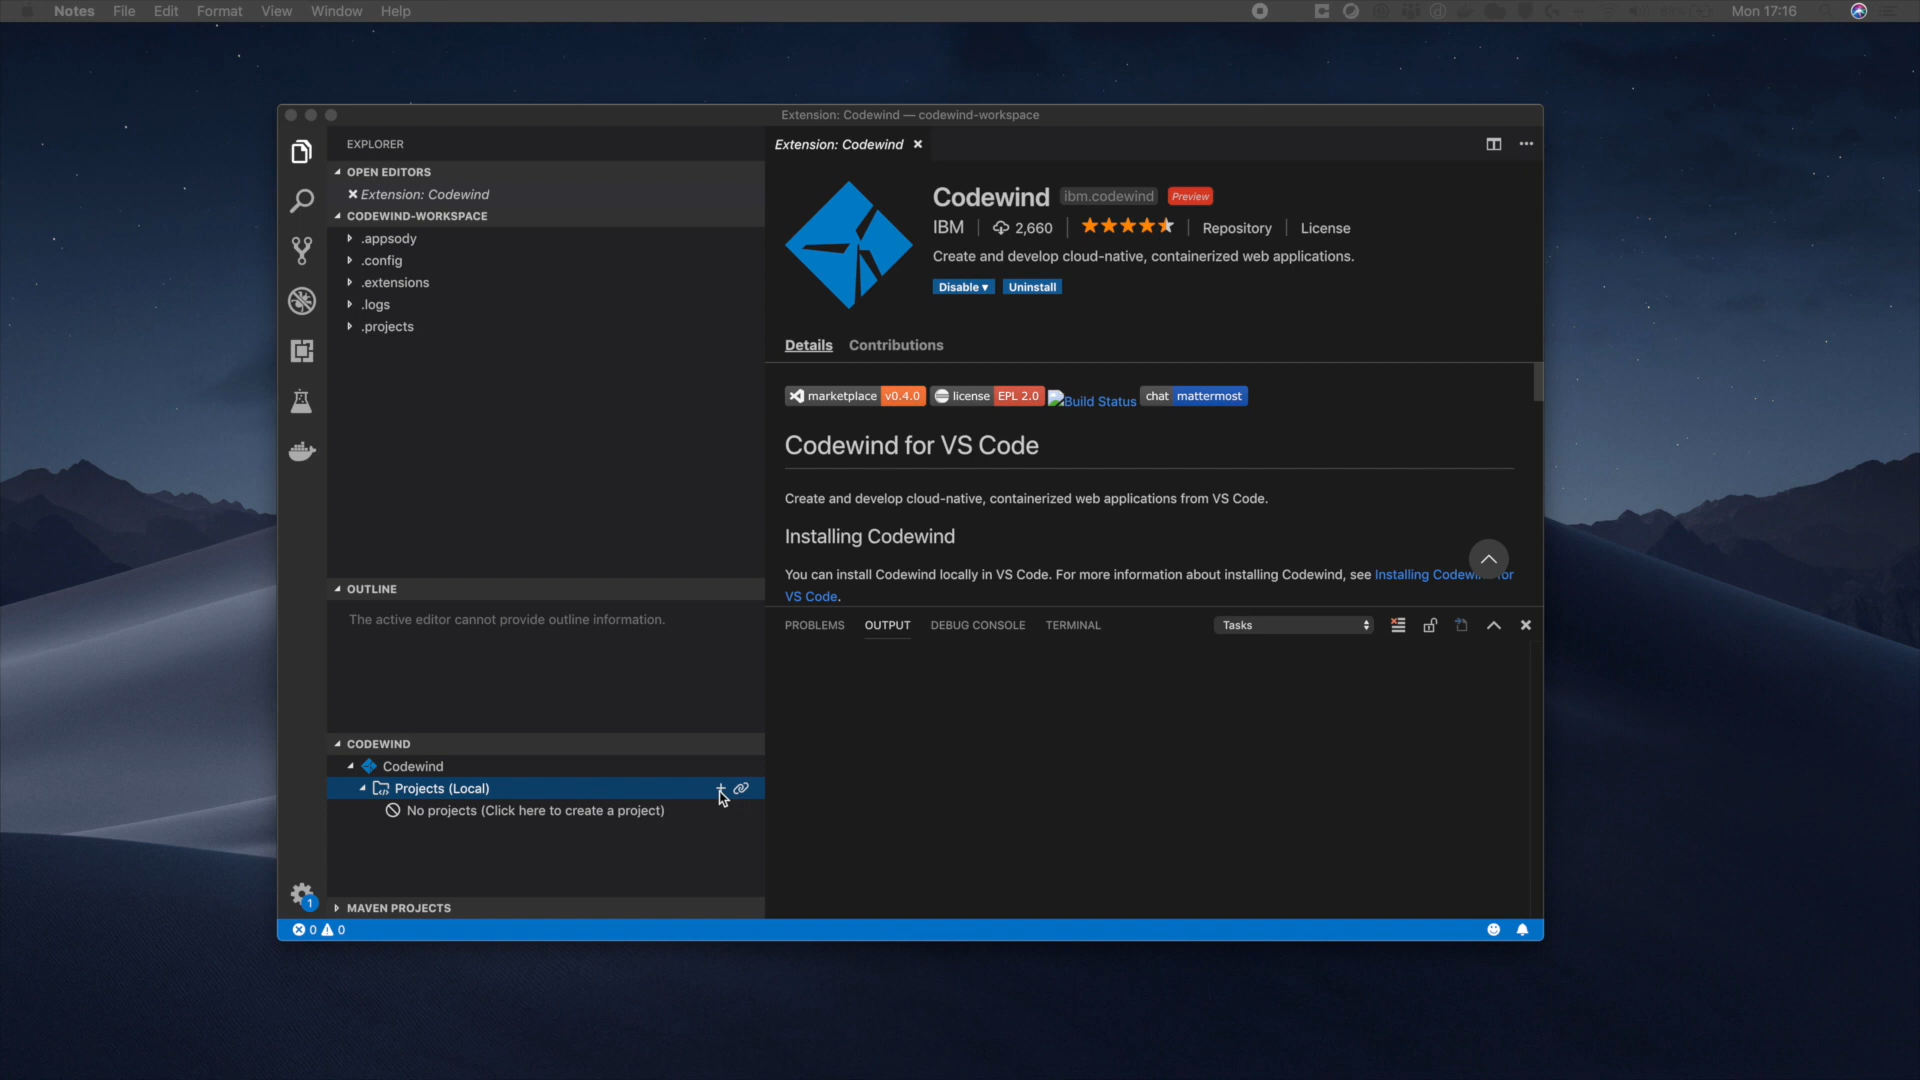 Notes File Edit Format View Window Help
Mon 17:16
Extension: Codewind — codewind-workspace
EXPLORER
OPEN EDITORS
Extension: Codewind
CODEWIND-WORKSPACE
.appsody
.config
.extensions
.logs
.projects
OUTLINE
The active editor cannot provide outline information.
CODEWIND
Codewind
Projects (Local)
No projects (Click here to create a project)
MAVEN PROJECTS
1
0 0
Extension: Codewind
Codewind ibm.codewind Preview
IBM 2,660 Repository License
Create and develop cloud-native, containerized web applications.
Disable Uninstall
Details Contributions
marketplace v0.4.0 license EPL 2.0 Build Status chat mattermost
Codewind for VS Code
Create and develop cloud-native, containerized web applications from VS Code.
Installing Codewind
You can install Codewind locally in VS Code. For more information about installing Codewind, see Installing Codewind for
VS Code.
PROBLEMS OUTPUT DEBUG CONSOLE TERMINAL Tasks